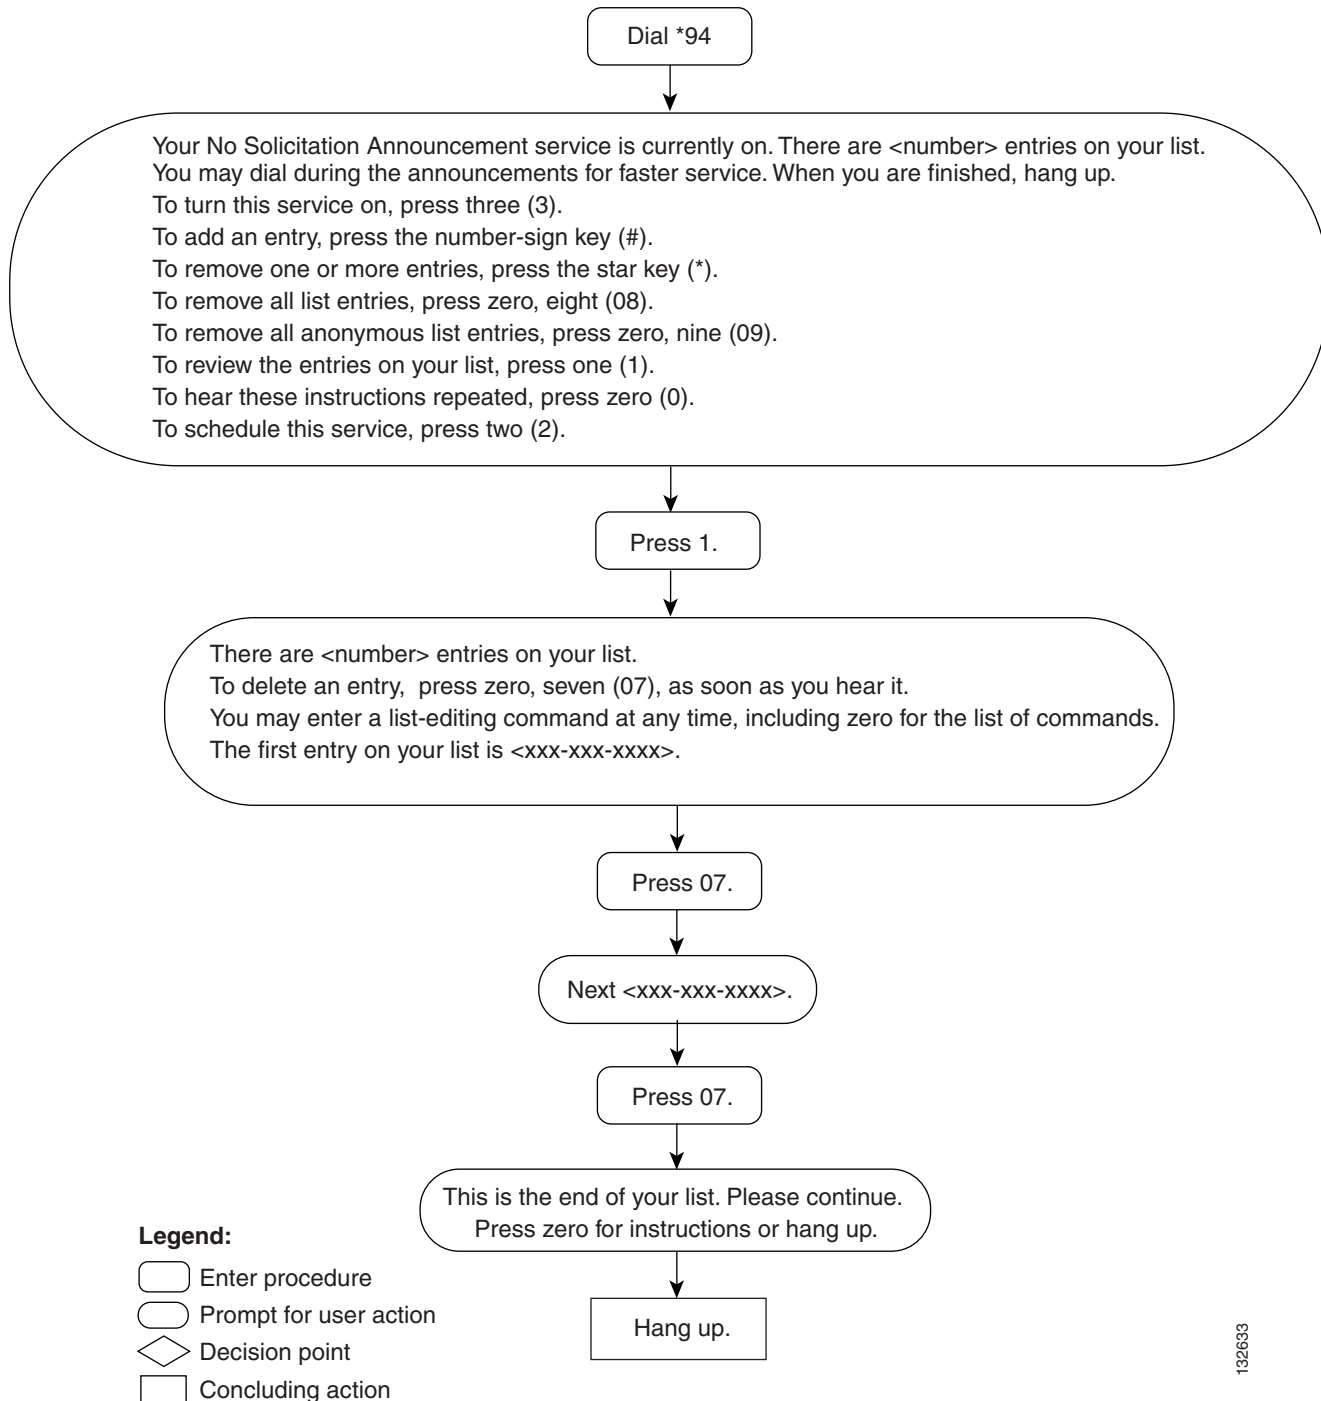 Dial *94
Your No Solicitation Announcement service is currently on. There are <number> entries on your list.
You may dial during the announcements for faster service. When you are finished, hang up.
To turn this service on, press three (3).
To add an entry, press the number-sign key (#).
To remove one or more entries, press the star key (*).
To remove all list entries, press zero, eight (08).
To remove all anonymous list entries, press zero, nine (09).
To review the entries on your list, press one (1).
To hear these instructions repeated, press zero (0).
To schedule this service, press two (2).
Press 1.
There are <number> entries on your list.
To delete an entry, press zero, seven (07), as soon as you hear it.
You may enter a list-editing command at any time, including zero for the list of commands.
The first entry on your list is <xxx-xxx-xxxx>.
Press 07.
Next <xxx-xxx-xxxx>.
Press 07.
This is the end of your list. Please continue.
Press zero for instructions or hang up.
Hang up.
Legend:
Enter procedure
Prompt for user action
Decision point
Concluding action
132633